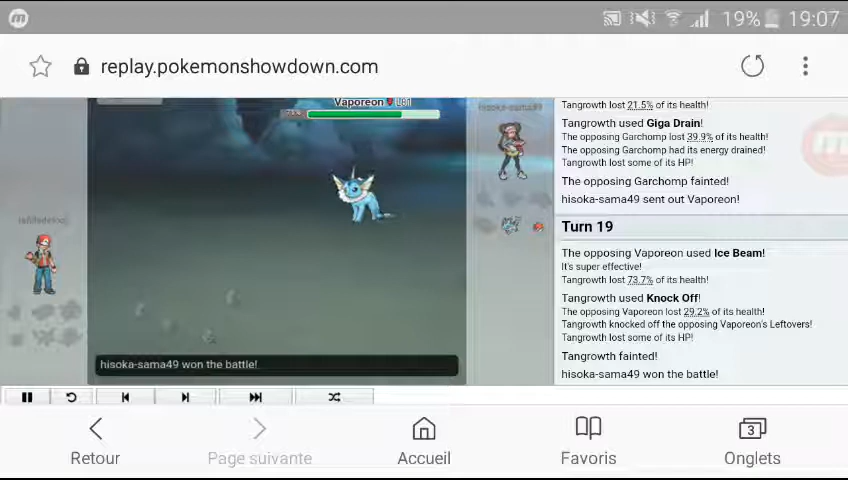 19% 19:07
replay.pokemonshowdown.com
Vaporeon L81
71%
hisoka-sama49
hisoka-sama49 won the battle!
Tangrowth lost 21.5% of its health!
Tangrowth used Giga Drain!
The opposing Garchomp lost 39.9% of its health!
The opposing Garchomp had its energy drained!
Tangrowth lost some of its HP!
The opposing Garchomp fainted!
hisoka-sama49 sent out Vaporeon!
Turn 19
The opposing Vaporeon used Ice Beam!
It's super effective!
Tangrowth lost 73.7% of its health!
Tangrowth used Knock Off!
The opposing Vaporeon lost 29.2% of its health!
Tangrowth knocked off the opposing Vaporeon's Leftovers!
Tangrowth lost some of its HP!
Tangrowth fainted!
hisoka-sama49 won the battle!
Retour
Page suivante
Accueil
Favoris
3
Onglets